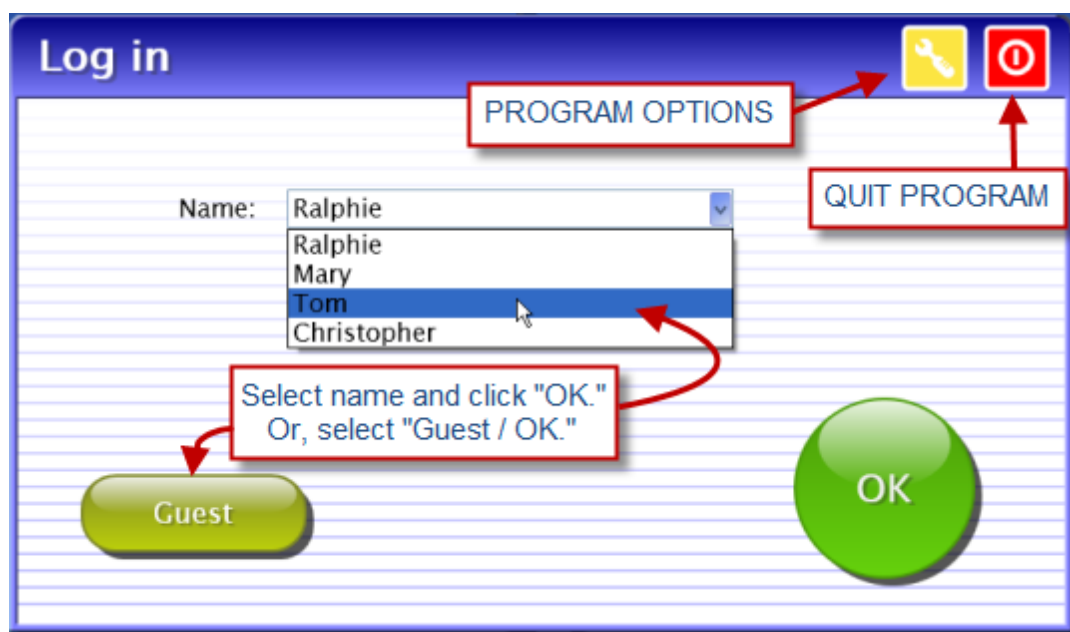 Log in
PROGRAM OPTIONS
QUIT PROGRAM
Name: Ralphie
Ralphie
Mary
Tom
Christopher
Select name and click "OK."
Or, select "Guest / OK."
Guest
OK